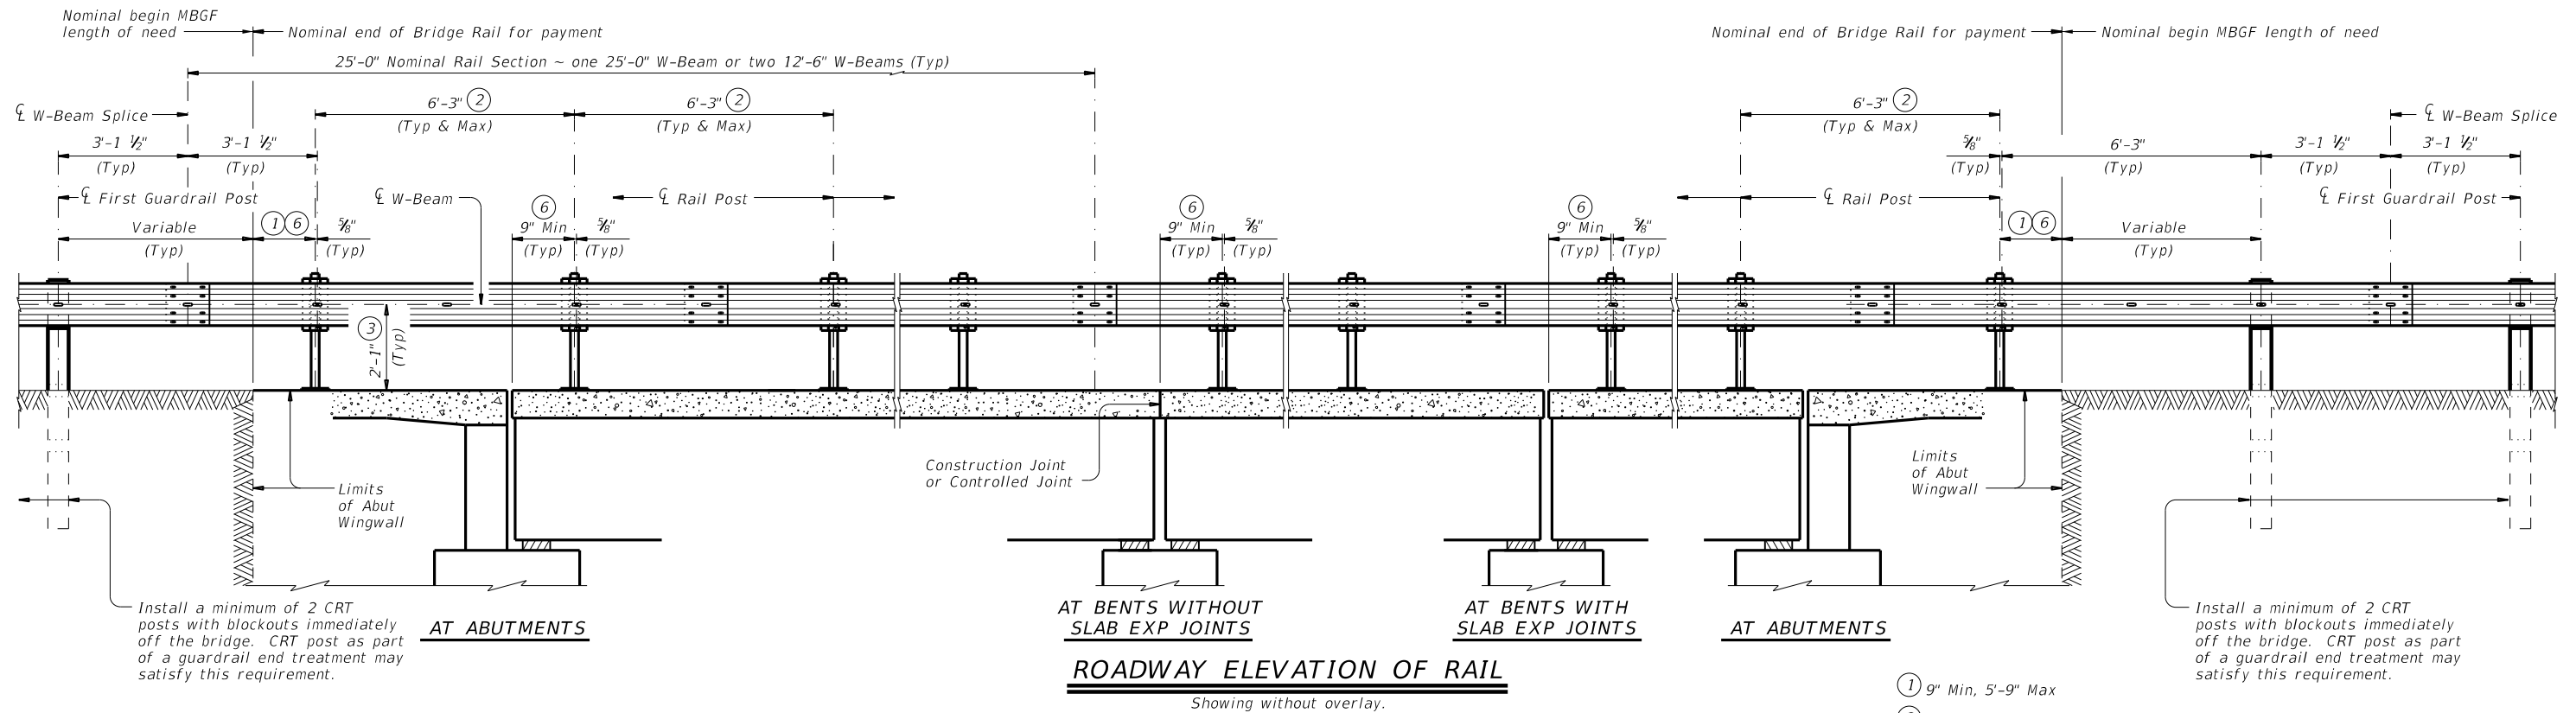 Nominal begin MBGF
length of need
Nominal end of Bridge Rail for payment
Nominal end of Bridge Rail for payment
Nominal begin MBGF length of need
25'-0" Nominal Rail Section ~ one 25'-0" W-Beam or two 12'-6" W-Beams (Typ)
℄ W-Beam Splice
6'-3" ②
(Typ & Max)
6'-3" ②
(Typ & Max)
6'-3" ②
(Typ & Max)
℄ W-Beam Splice
3'-1 ½"
(Typ)
3'-1 ½"
(Typ)
⅝"
(Typ)
6'-3"
(Typ)
3'-1 ½"
(Typ)
3'-1 ½"
(Typ)
℄ First Guardrail Post
℄ W-Beam
℄ Rail Post
℄ Rail Post
℄ First Guardrail Post
Variable
(Typ)
① ⑥
⅝"
(Typ)
⑥
9" Min
(Typ)
⅝"
(Typ)
⑥
9" Min
(Typ)
⅝"
(Typ)
⑥
9" Min
(Typ)
⅝"
(Typ)
① ⑥
Variable
(Typ)
2'-1" ③
(Typ)
Construction Joint
or Controlled Joint
Limits
of Abut
Wingwall
Limits
of Abut
Wingwall
Install a minimum of 2 CRT
posts with blockouts immediately
off the bridge. CRT post as part
of a guardrail end treatment may
satisfy this requirement.
AT ABUTMENTS
AT BENTS WITHOUT
SLAB EXP JOINTS
AT BENTS WITH
SLAB EXP JOINTS
AT ABUTMENTS
Install a minimum of 2 CRT
posts with blockouts immediately
off the bridge. CRT post as part
of a guardrail end treatment may
satisfy this requirement.
ROADWAY ELEVATION OF RAIL
Showing without overlay.
① 9" Min, 5'-9" Max